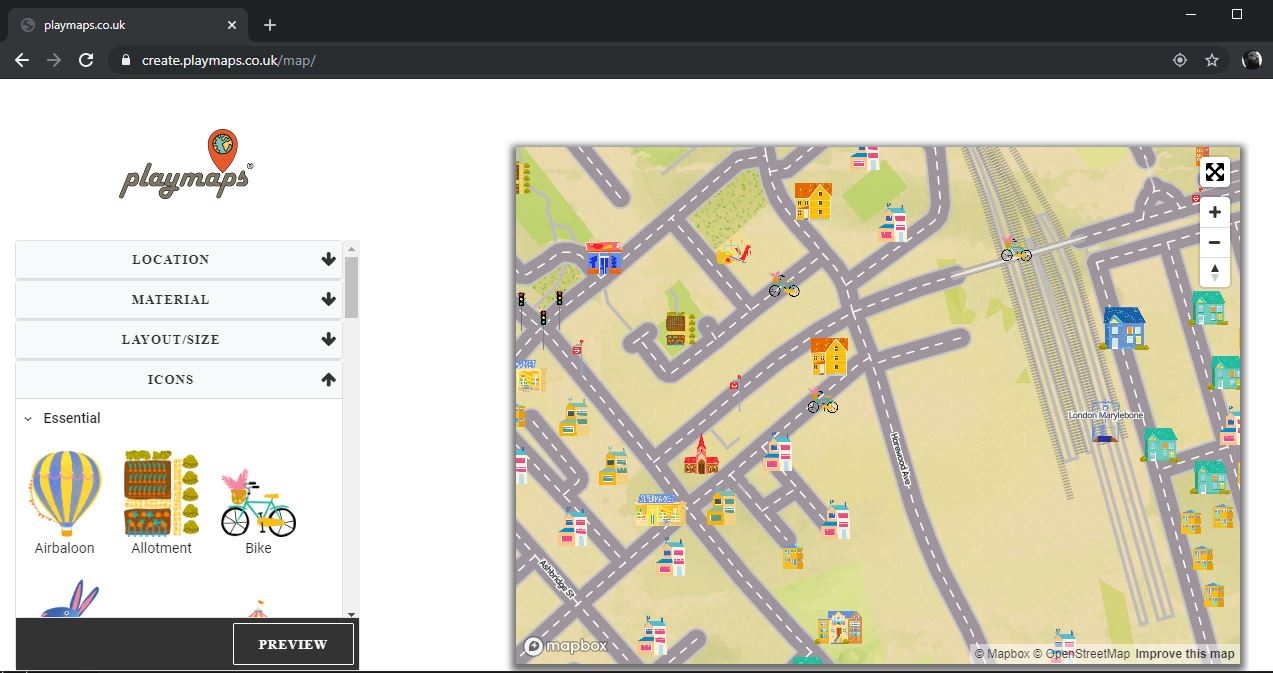 playmaps.co.uk
create.playmaps.co.uk/map/
playmaps®
LOCATION
MATERIAL
LAYOUT/SIZE
ICONS
Essential
Airbaloon
Allotment
Bike
PREVIEW
London Marylebone
Harewood Ave
SUPERMARKET
Ashbridge St
mapbox
© Mapbox © OpenStreetMap Improve this map